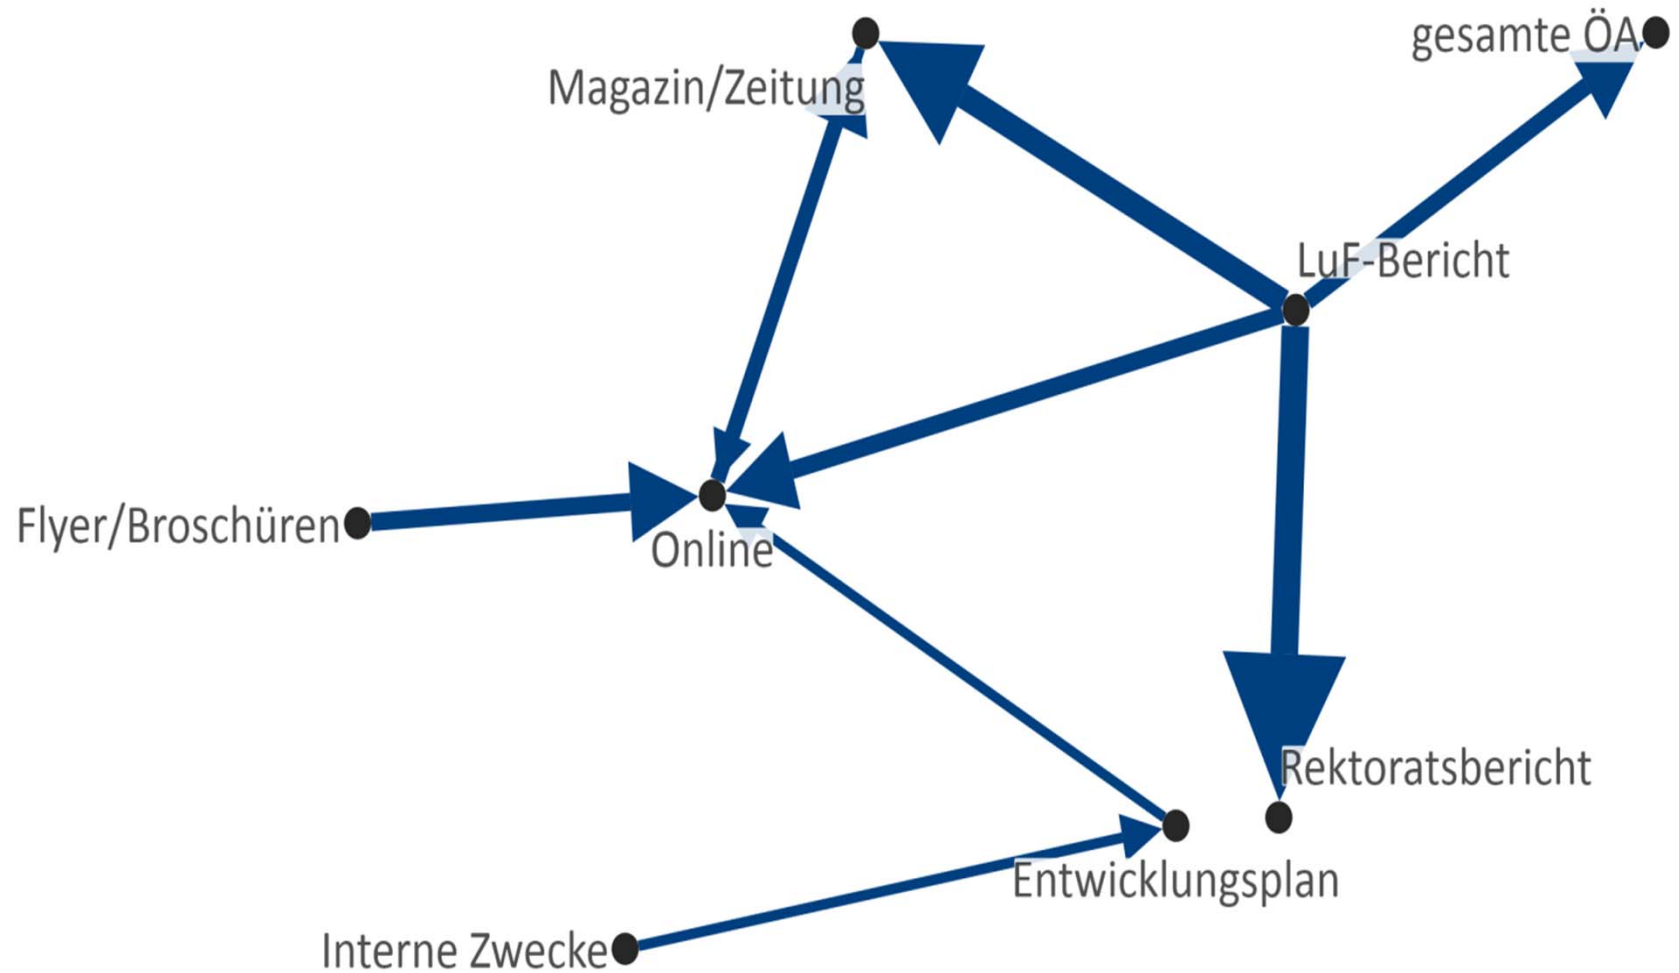 gesamte ÖA
Magazin/Zeitung
LuF-Bericht
Flyer/Broschüren
Online
Rektoratsbericht
Entwicklungsplan
Interne Zwecke